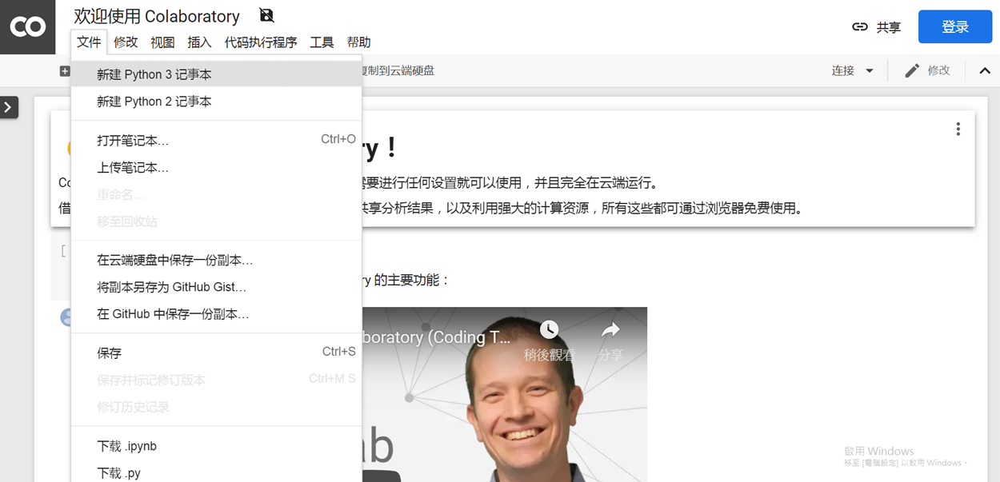 CO
欢迎使用 Colaboratory
共享
登录
文件 修改 视图 插入 代码执行程序 工具 帮助
复制到云端硬盘
连接
修改
新建 Python 3 记事本
新建 Python 2 记事本
打开笔记本… Ctrl+O
上传笔记本…
重命名…
移至回收站
在云端硬盘中保存一份副本…
将副本另存为 GitHub Gist…
在 GitHub 中保存一份副本…
保存 Ctrl+S
保存并标记修订版本 Ctrl+M S
修订历史记录
下载 .ipynb
下载 .py
ry！
Co
需要进行任何设置就可以使用，并且完全在云端运行。
借
共享分析结果，以及利用强大的计算资源，所有这些都可通过浏览器免费使用。
[
ry 的主要功能：
boratory (Coding T…
稍後觀看
分享
ab
啟用 Windows
移至 [電腦設定] 以啟用 Windows。